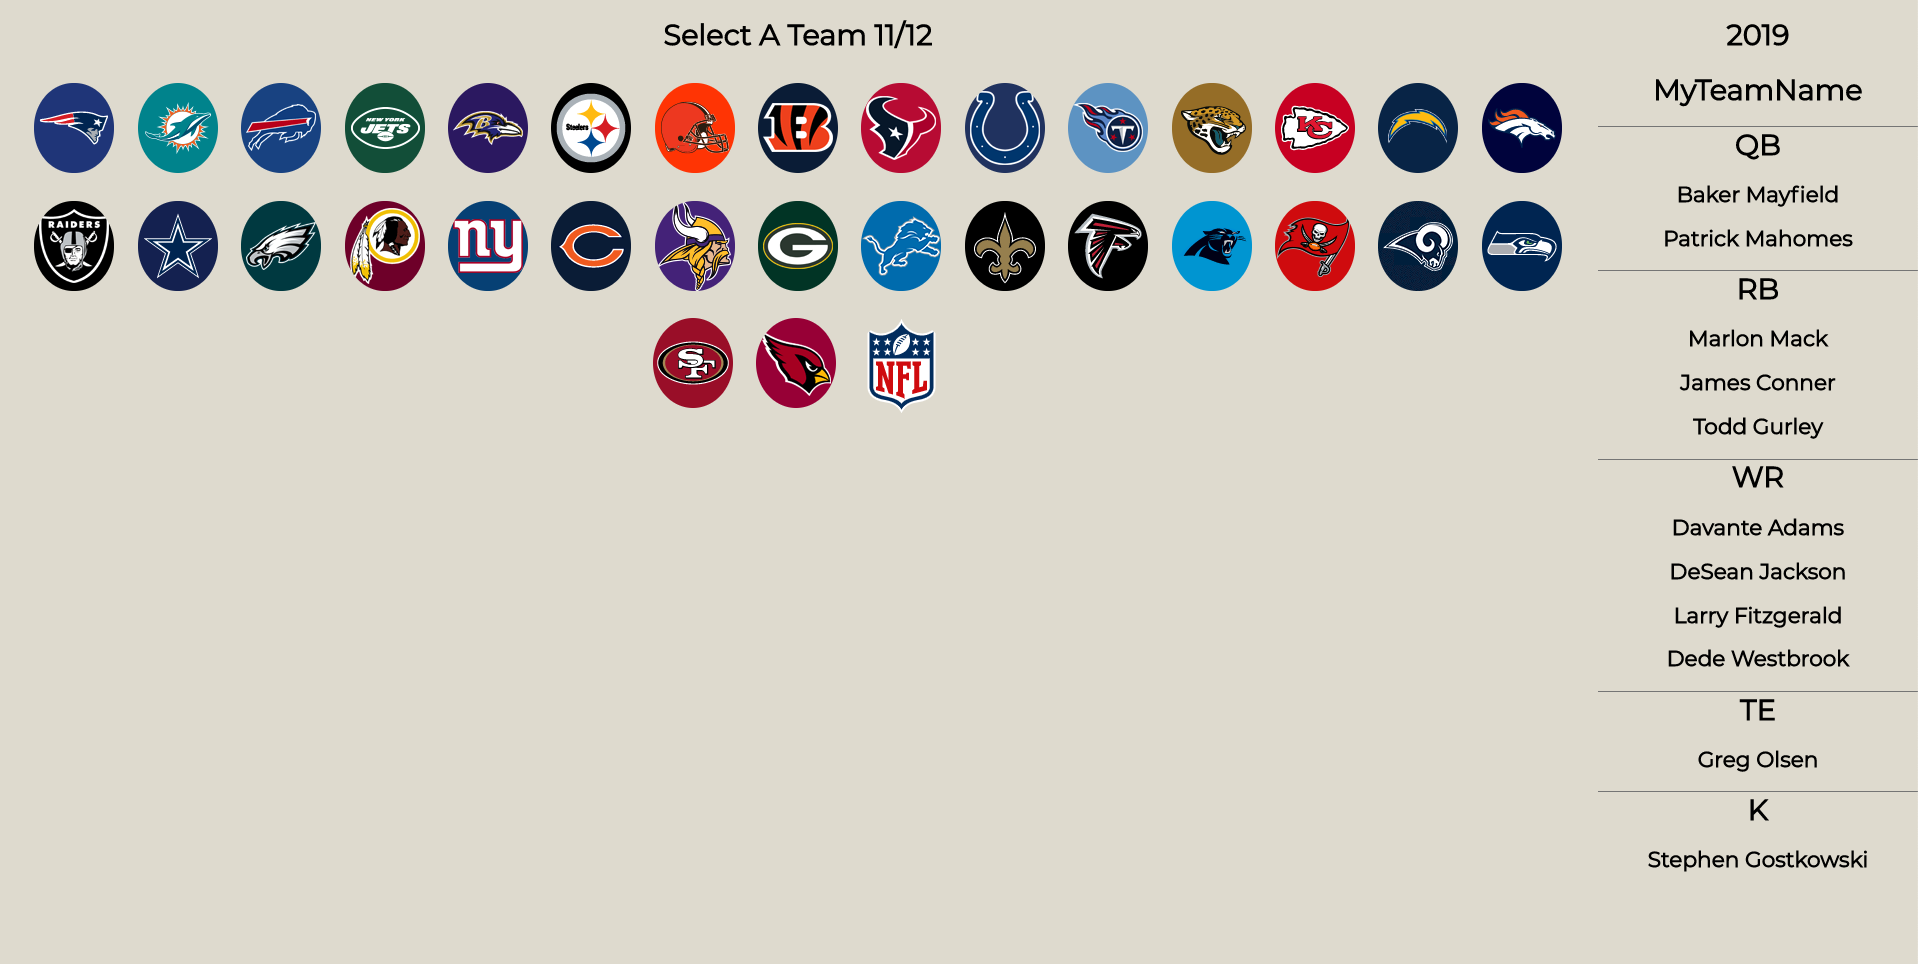 Select A Team 11/12
NEW YORK
JETS
Steelers
B
T
KC
RAIDERS
ny
C
G
SF
NFL
2019
MyTeamName
QB
Baker Mayfield
Patrick Mahomes
RB
Marlon Mack
James Conner
Todd Gurley
WR
Davante Adams
DeSean Jackson
Larry Fitzgerald
Dede Westbrook
TE
Greg Olsen
K
Stephen Gostkowski